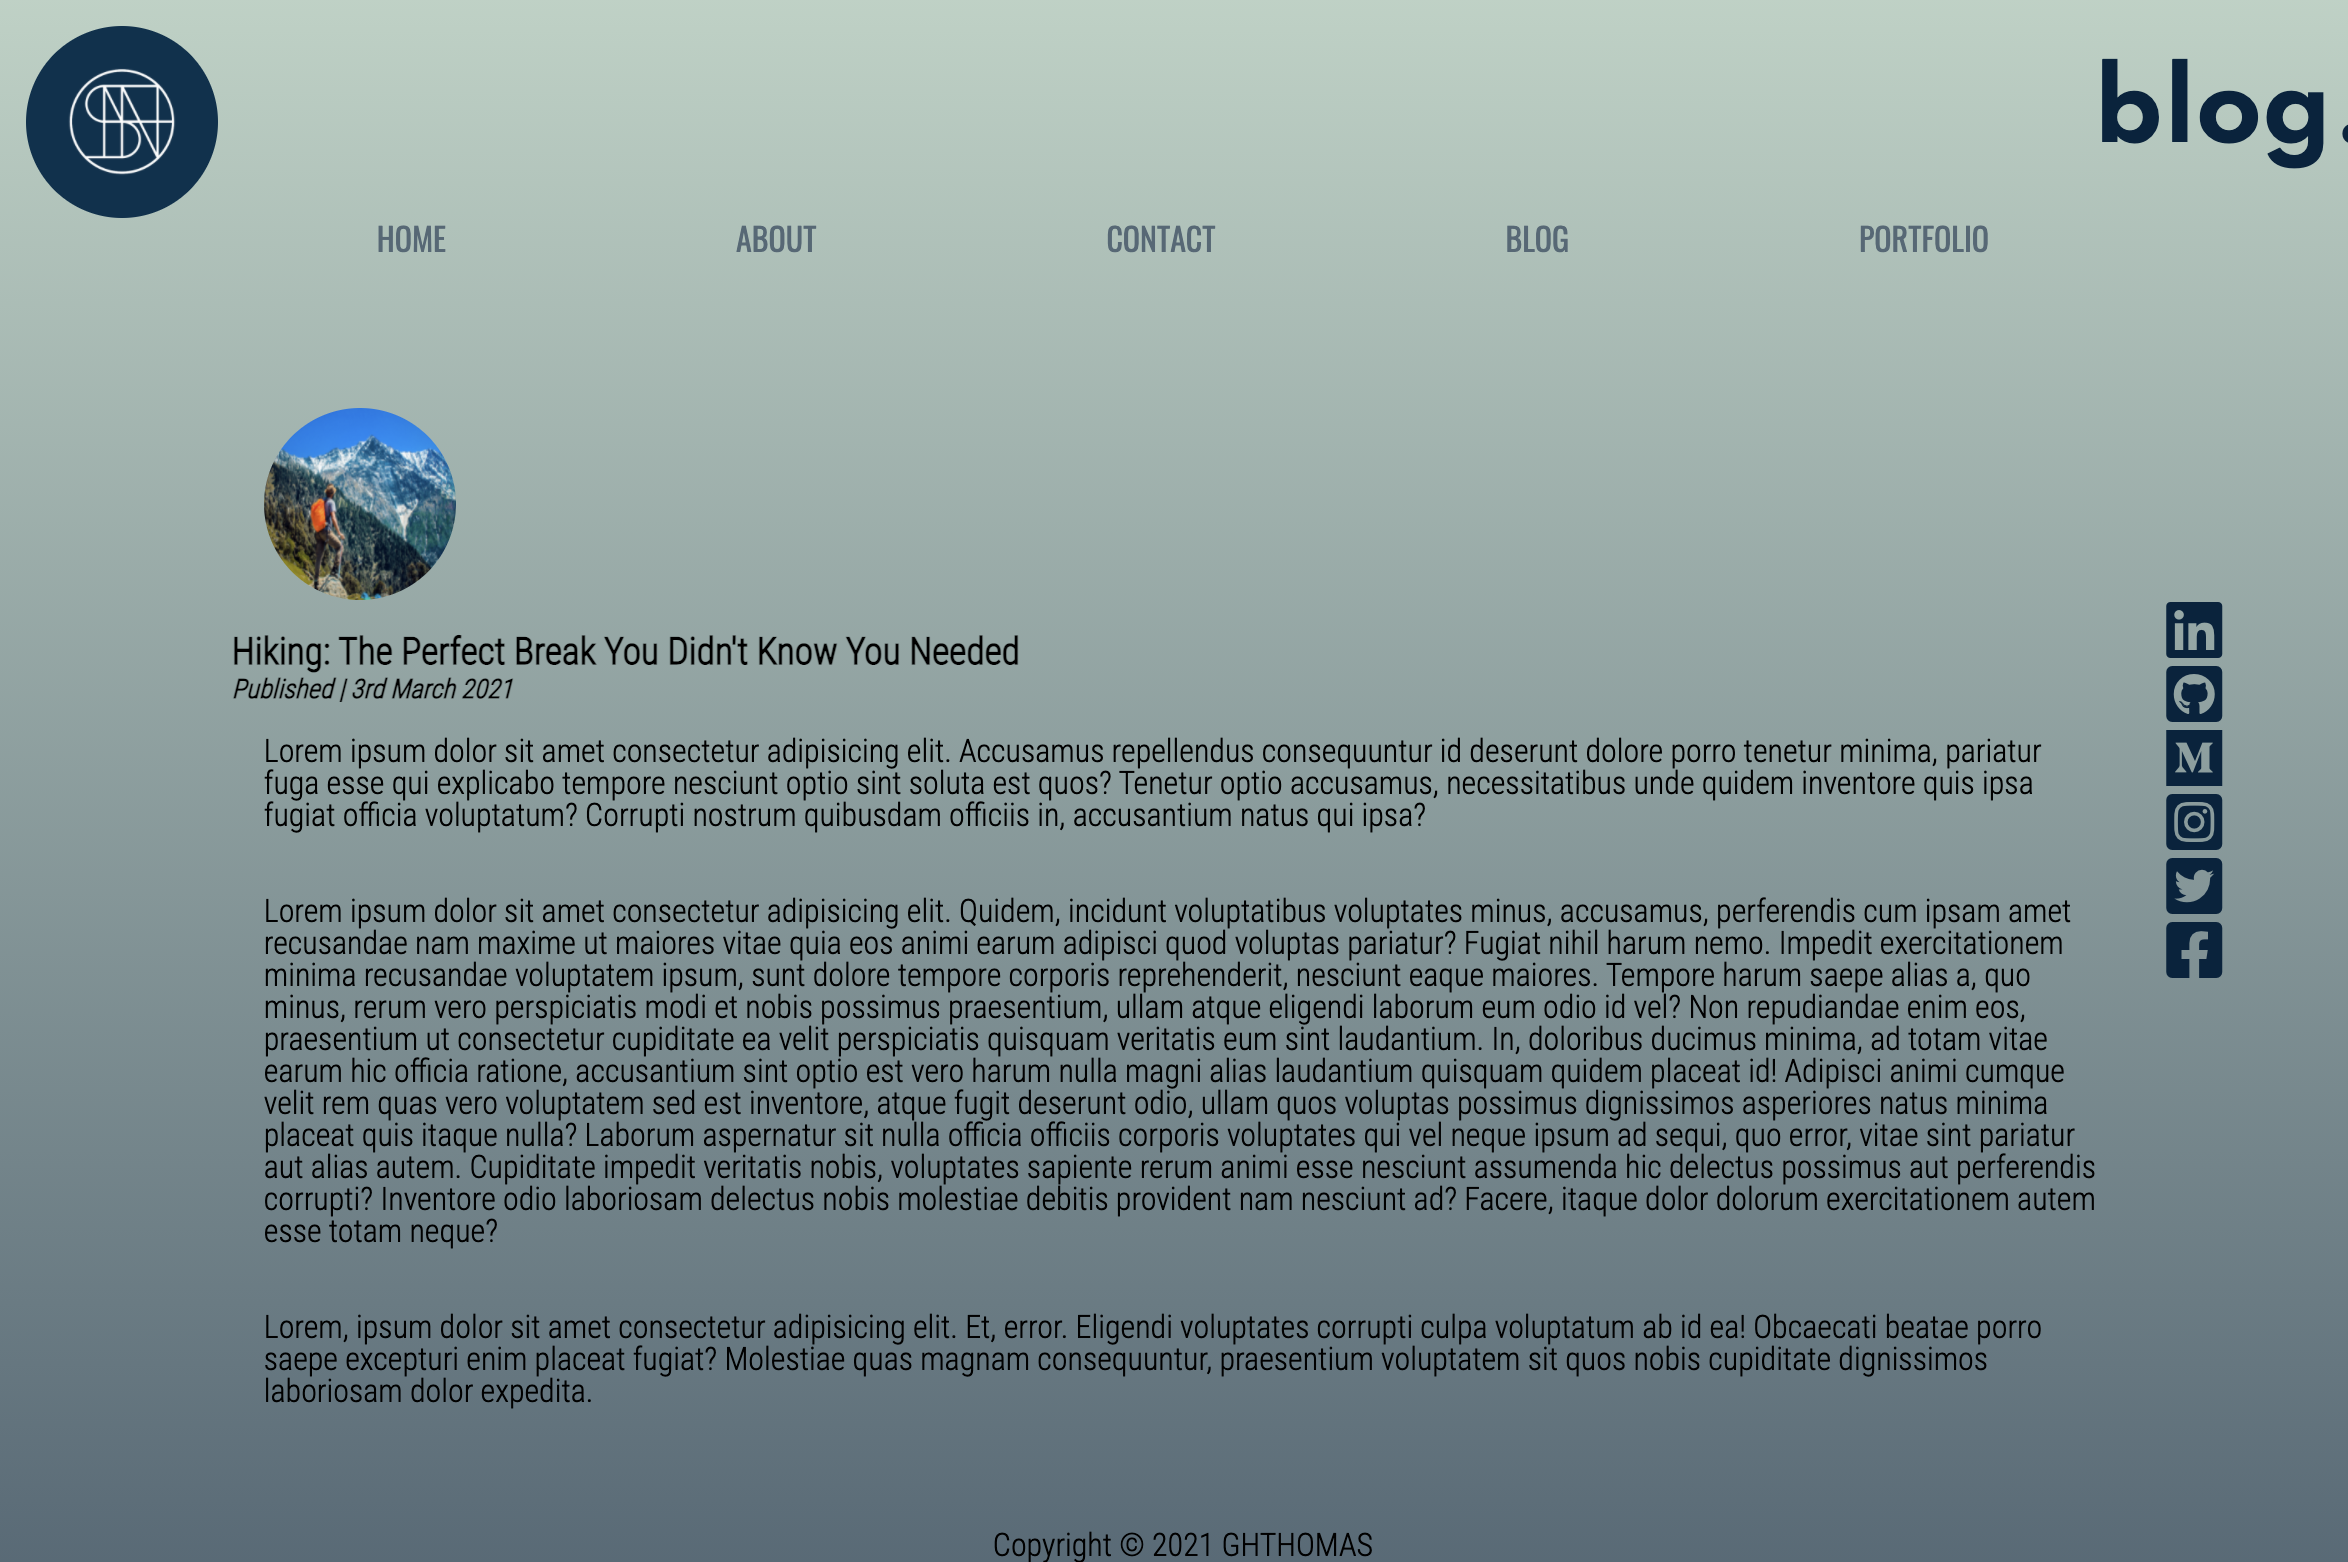 blog.
HOME
ABOUT
CONTACT
BLOG
PORTFOLIO
Hiking: The Perfect Break You Didn't Know You Needed
Published | 3rd March 2021
Lorem ipsum dolor sit amet consectetur adipisicing elit. Accusamus repellendus consequuntur id deserunt dolore porro tenetur minima, pariatur
fuga esse qui explicabo tempore nesciunt optio sint soluta est quos? Tenetur optio accusamus, necessitatibus unde quidem inventore quis ipsa
fugiat officia voluptatum? Corrupti nostrum quibusdam officiis in, accusantium natus qui ipsa?
Lorem ipsum dolor sit amet consectetur adipisicing elit. Quidem, incidunt voluptatibus voluptates minus, accusamus, perferendis cum ipsam amet
recusandae nam maxime ut maiores vitae quia eos animi earum adipisci quod voluptas pariatur? Fugiat nihil harum nemo. Impedit exercitationem
minima recusandae voluptatem ipsum, sunt dolore tempore corporis reprehenderit, nesciunt eaque maiores. Tempore harum saepe alias a, quo
minus, rerum vero perspiciatis modi et nobis possimus praesentium, ullam atque eligendi laborum eum odio id vel? Non repudiandae enim eos,
praesentium ut consectetur cupiditate ea velit perspiciatis quisquam veritatis eum sint laudantium. In, doloribus ducimus minima, ad totam vitae
earum hic officia ratione, accusantium sint optio est vero harum nulla magni alias laudantium quisquam quidem placeat id! Adipisci animi cumque
velit rem quas vero voluptatem sed est inventore, atque fugit deserunt odio, ullam quos voluptas possimus dignissimos asperiores natus minima
placeat quis itaque nulla? Laborum aspernatur sit nulla officia officiis corporis voluptates qui vel neque ipsum ad sequi, quo error, vitae sint pariatur
aut alias autem. Cupiditate impedit veritatis nobis, voluptates sapiente rerum animi esse nesciunt assumenda hic delectus possimus aut perferendis
corrupti? Inventore odio laboriosam delectus nobis molestiae debitis provident nam nesciunt ad? Facere, itaque dolor dolorum exercitationem autem
esse totam neque?
Lorem, ipsum dolor sit amet consectetur adipisicing elit. Et, error. Eligendi voluptates corrupti culpa voluptatum ab id ea! Obcaecati beatae porro
saepe excepturi enim placeat fugiat? Molestiae quas magnam consequuntur, praesentium voluptatem sit quos nobis cupiditate dignissimos
laboriosam dolor expedita.
Copyright © 2021 GHTHOMAS